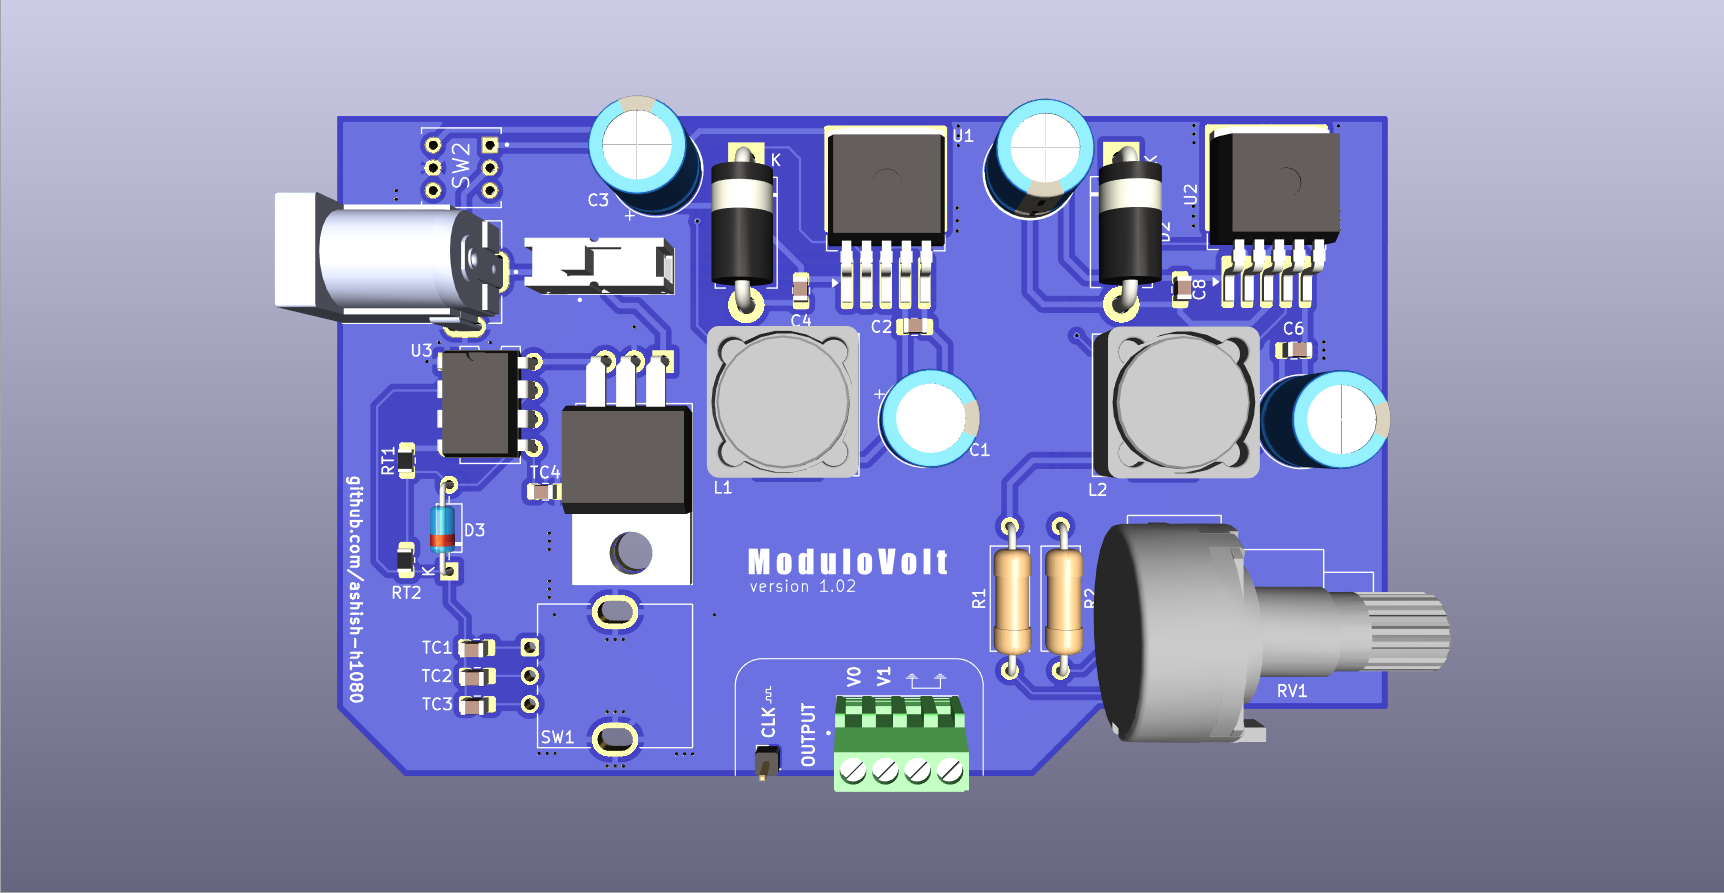 SW2
C3
+
K
U1
K
U2
D2
C4
C2
C8
C6
U3
RT1
TC4
+
C1
L1
L2
D3
K
RT2
github.com/ashish-h1080
ModuloVolt
version 1.02
R1
R2
RV1
TC1
TC2
TC3
SW1
CLK
OUTPUT
V0
V1